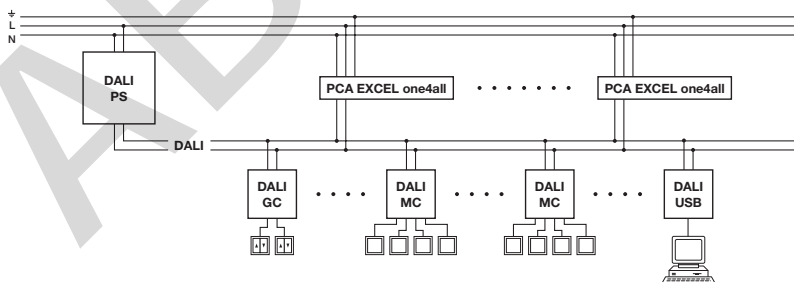 L
N
DALI
PS
PCA EXCEL one4all
PCA EXCEL one4all
DALI
DALI
GC
DALI
MC
DALI
MC
DALI
USB